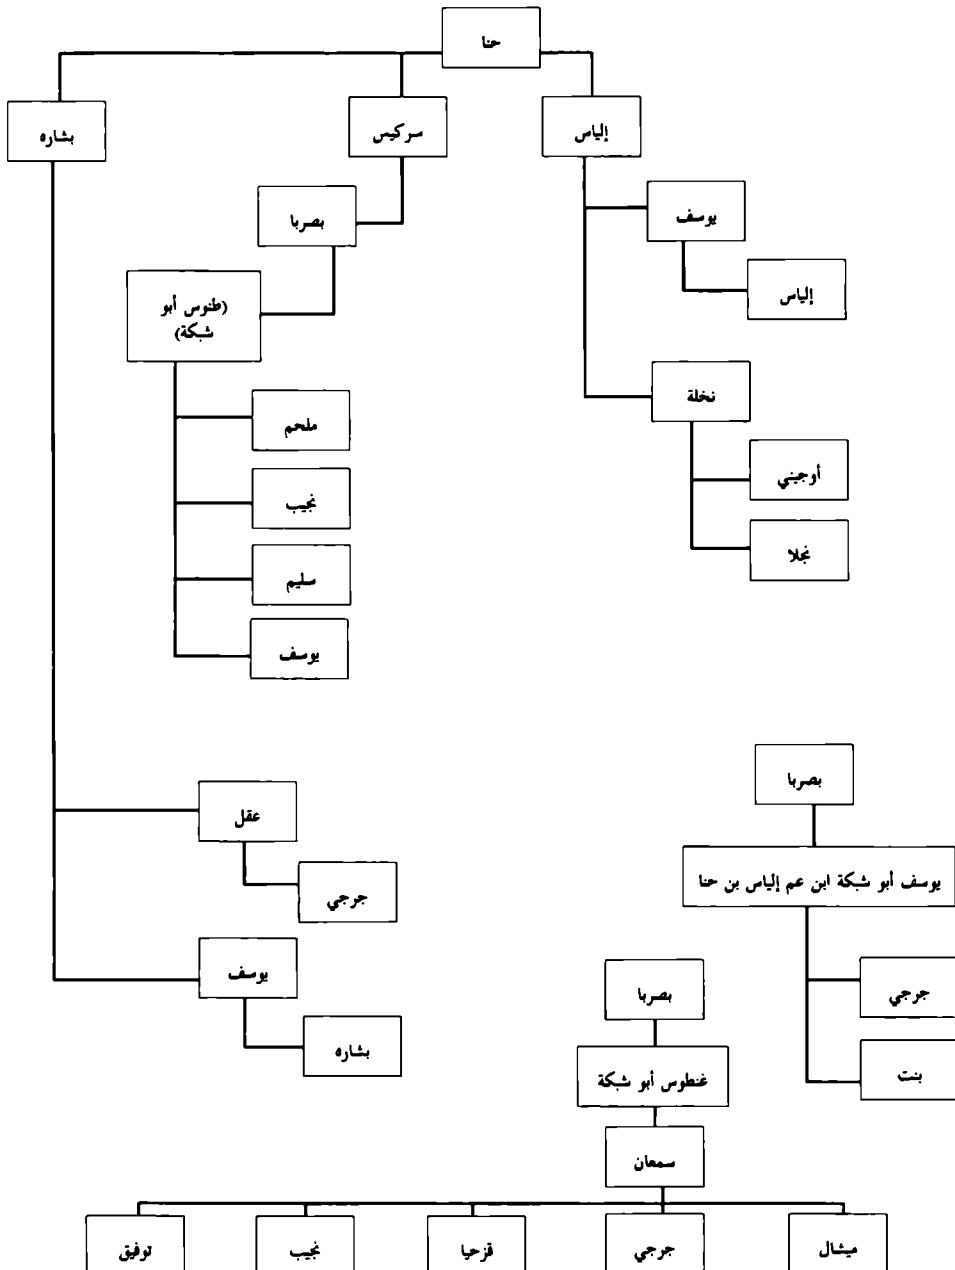 حنا
إلياس
سركيس
بشاره
يوسف
بصربا
إلياس
(طنوس أبو
شبكة)
نخلة
ملحم
أوجيني
نجيب
نجلا
سليم
يوسف
بصربا
عقل
يوسف أبو شبكة ابن عم إلياس بن حنا
جرجي
يوسف
جرجي
بصربا
بشاره
غنطوس أبو شبكة
بنت
سمعان
ميشال
جرجي
قزحيا
نجيب
توفيق